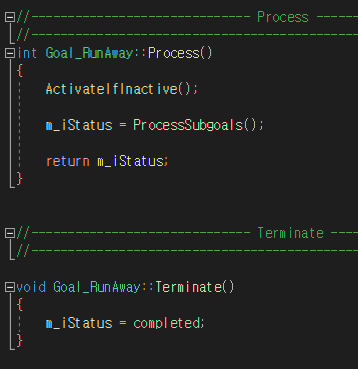 //------------------------------ Process ------
//---------------------------------------------
int Goal_RunAway::Process()
{
ActivateIfInactive();
m_iStatus = ProcessSubgoals();
return m_iStatus;
}
//------------------------------ Terminate ---
//---------------------------------------------
void Goal_RunAway::Terminate()
{
m_iStatus = completed;
}